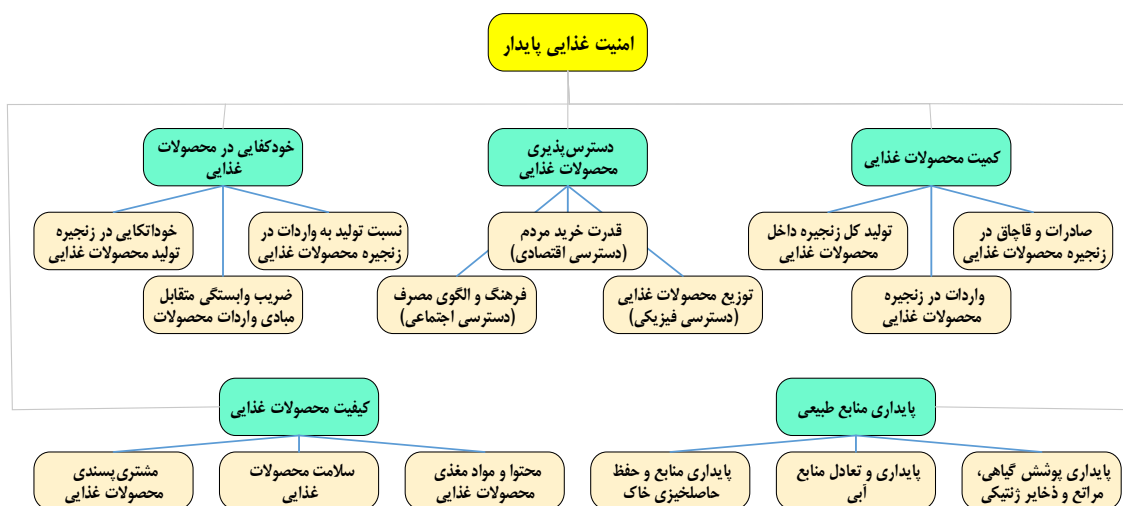 امنیت غذایی پایدار
کمیت محصولات غذایی
دسترس‌پذیری
محصولات غذایی
خودکفایی در محصولات
غذایی
صادرات و قاچاق در
زنجیره محصولات غذایی
تولید کل زنجیره داخل
محصولات غذایی
واردات در زنجیره
محصولات غذایی
قدرت خرید مردم
(دسترسی اقتصادی)
توزیع محصولات غذایی
(دسترسی فیزیکی)
فرهنگ و الگوی مصرف
(دسترسی اجتماعی)
نسبت تولید به واردات در
زنجیره محصولات غذایی
خوداتکایی در زنجیره
تولید محصولات غذایی
ضریب وابستگی متقابل
مبادی واردات محصولات
پایداری منابع طبیعی
کیفیت محصولات غذایی
پایداری پوشش گیاهی،
مراتع و ذخایر ژنتیکی
پایداری و تعادل منابع
آبی
پایداری منابع و حفظ
حاصلخیزی خاک
محتوا و مواد مغذی
محصولات غذایی
سلامت محصولات
غذایی
مشتری‌پسندی
محصولات غذایی